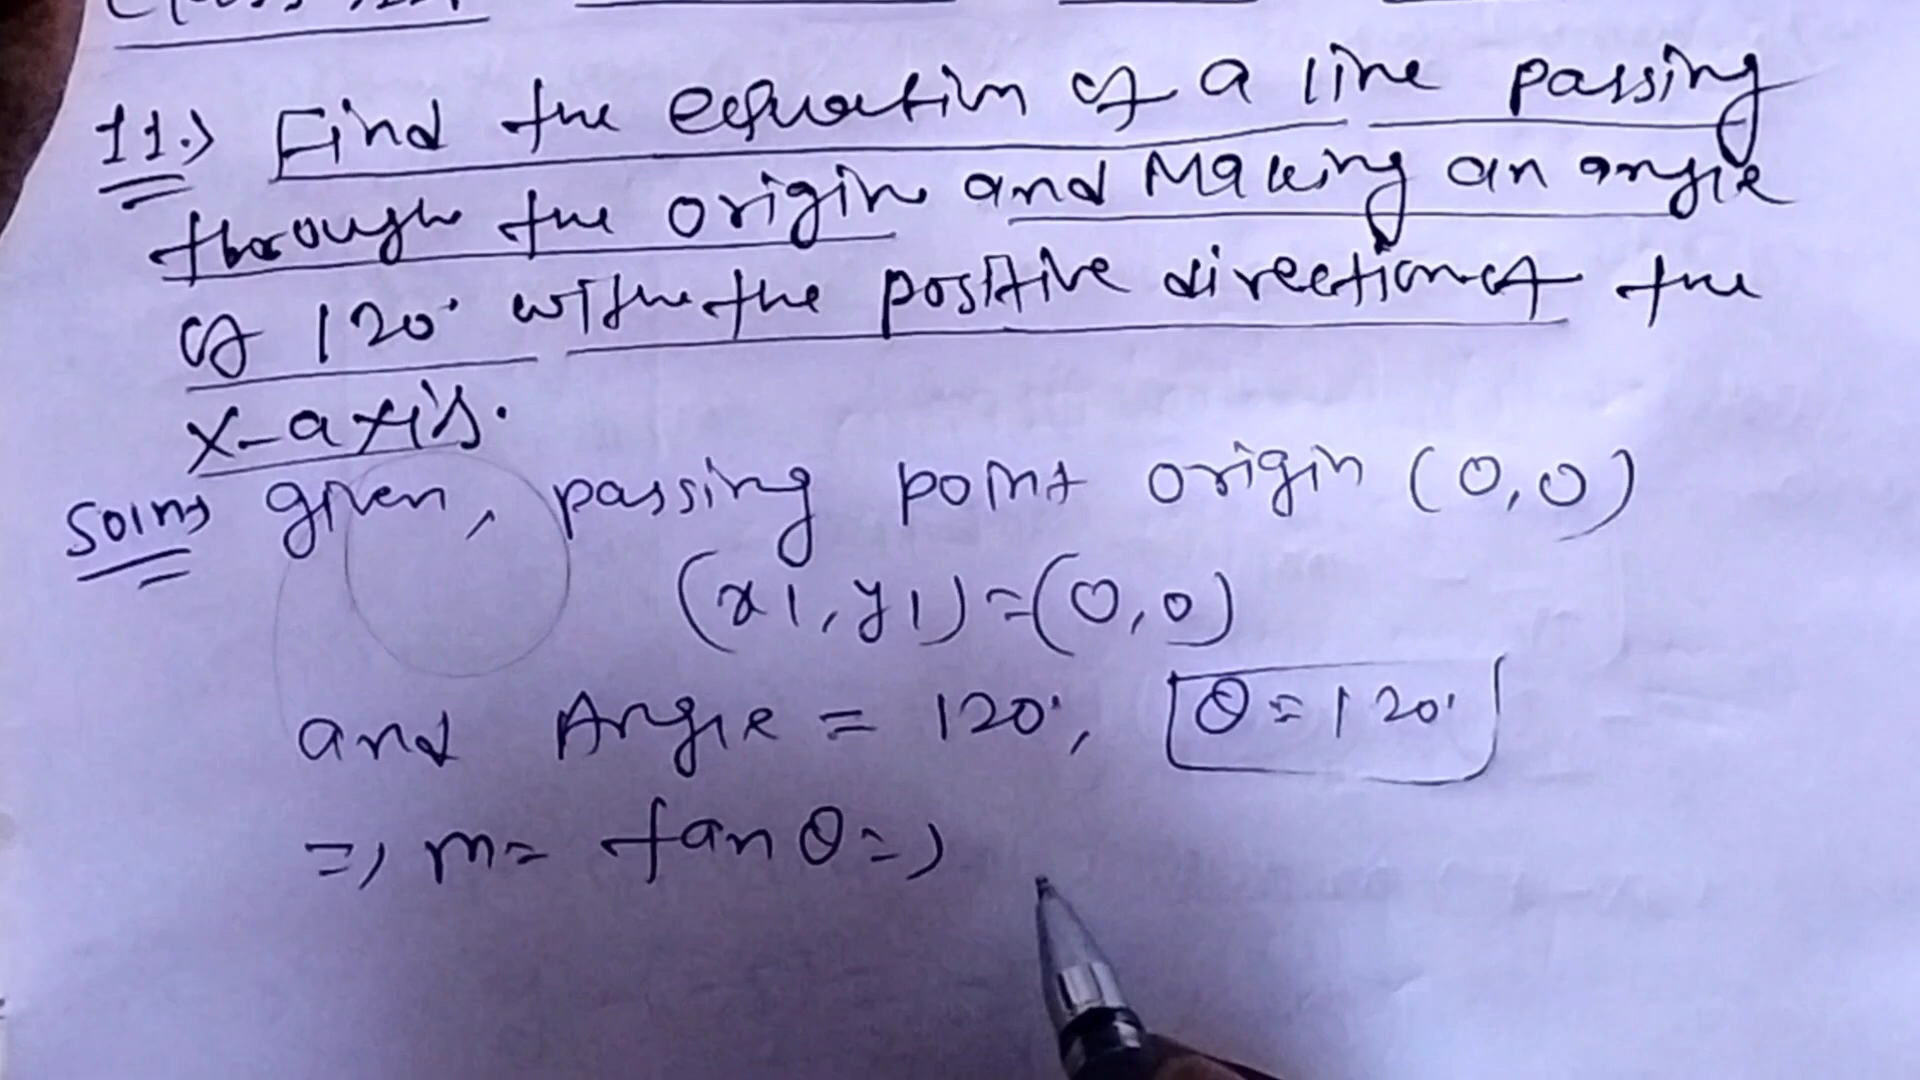 11.) Find the equation of a line passing
through the origin and Making an angle
of 120° with the positive direction of the
x-axis.
Soln) given, passing point origin (0,0)
(x1, y1) = (0,0)
and Angle = 120°, θ = 120°
=) m = tan θ =)